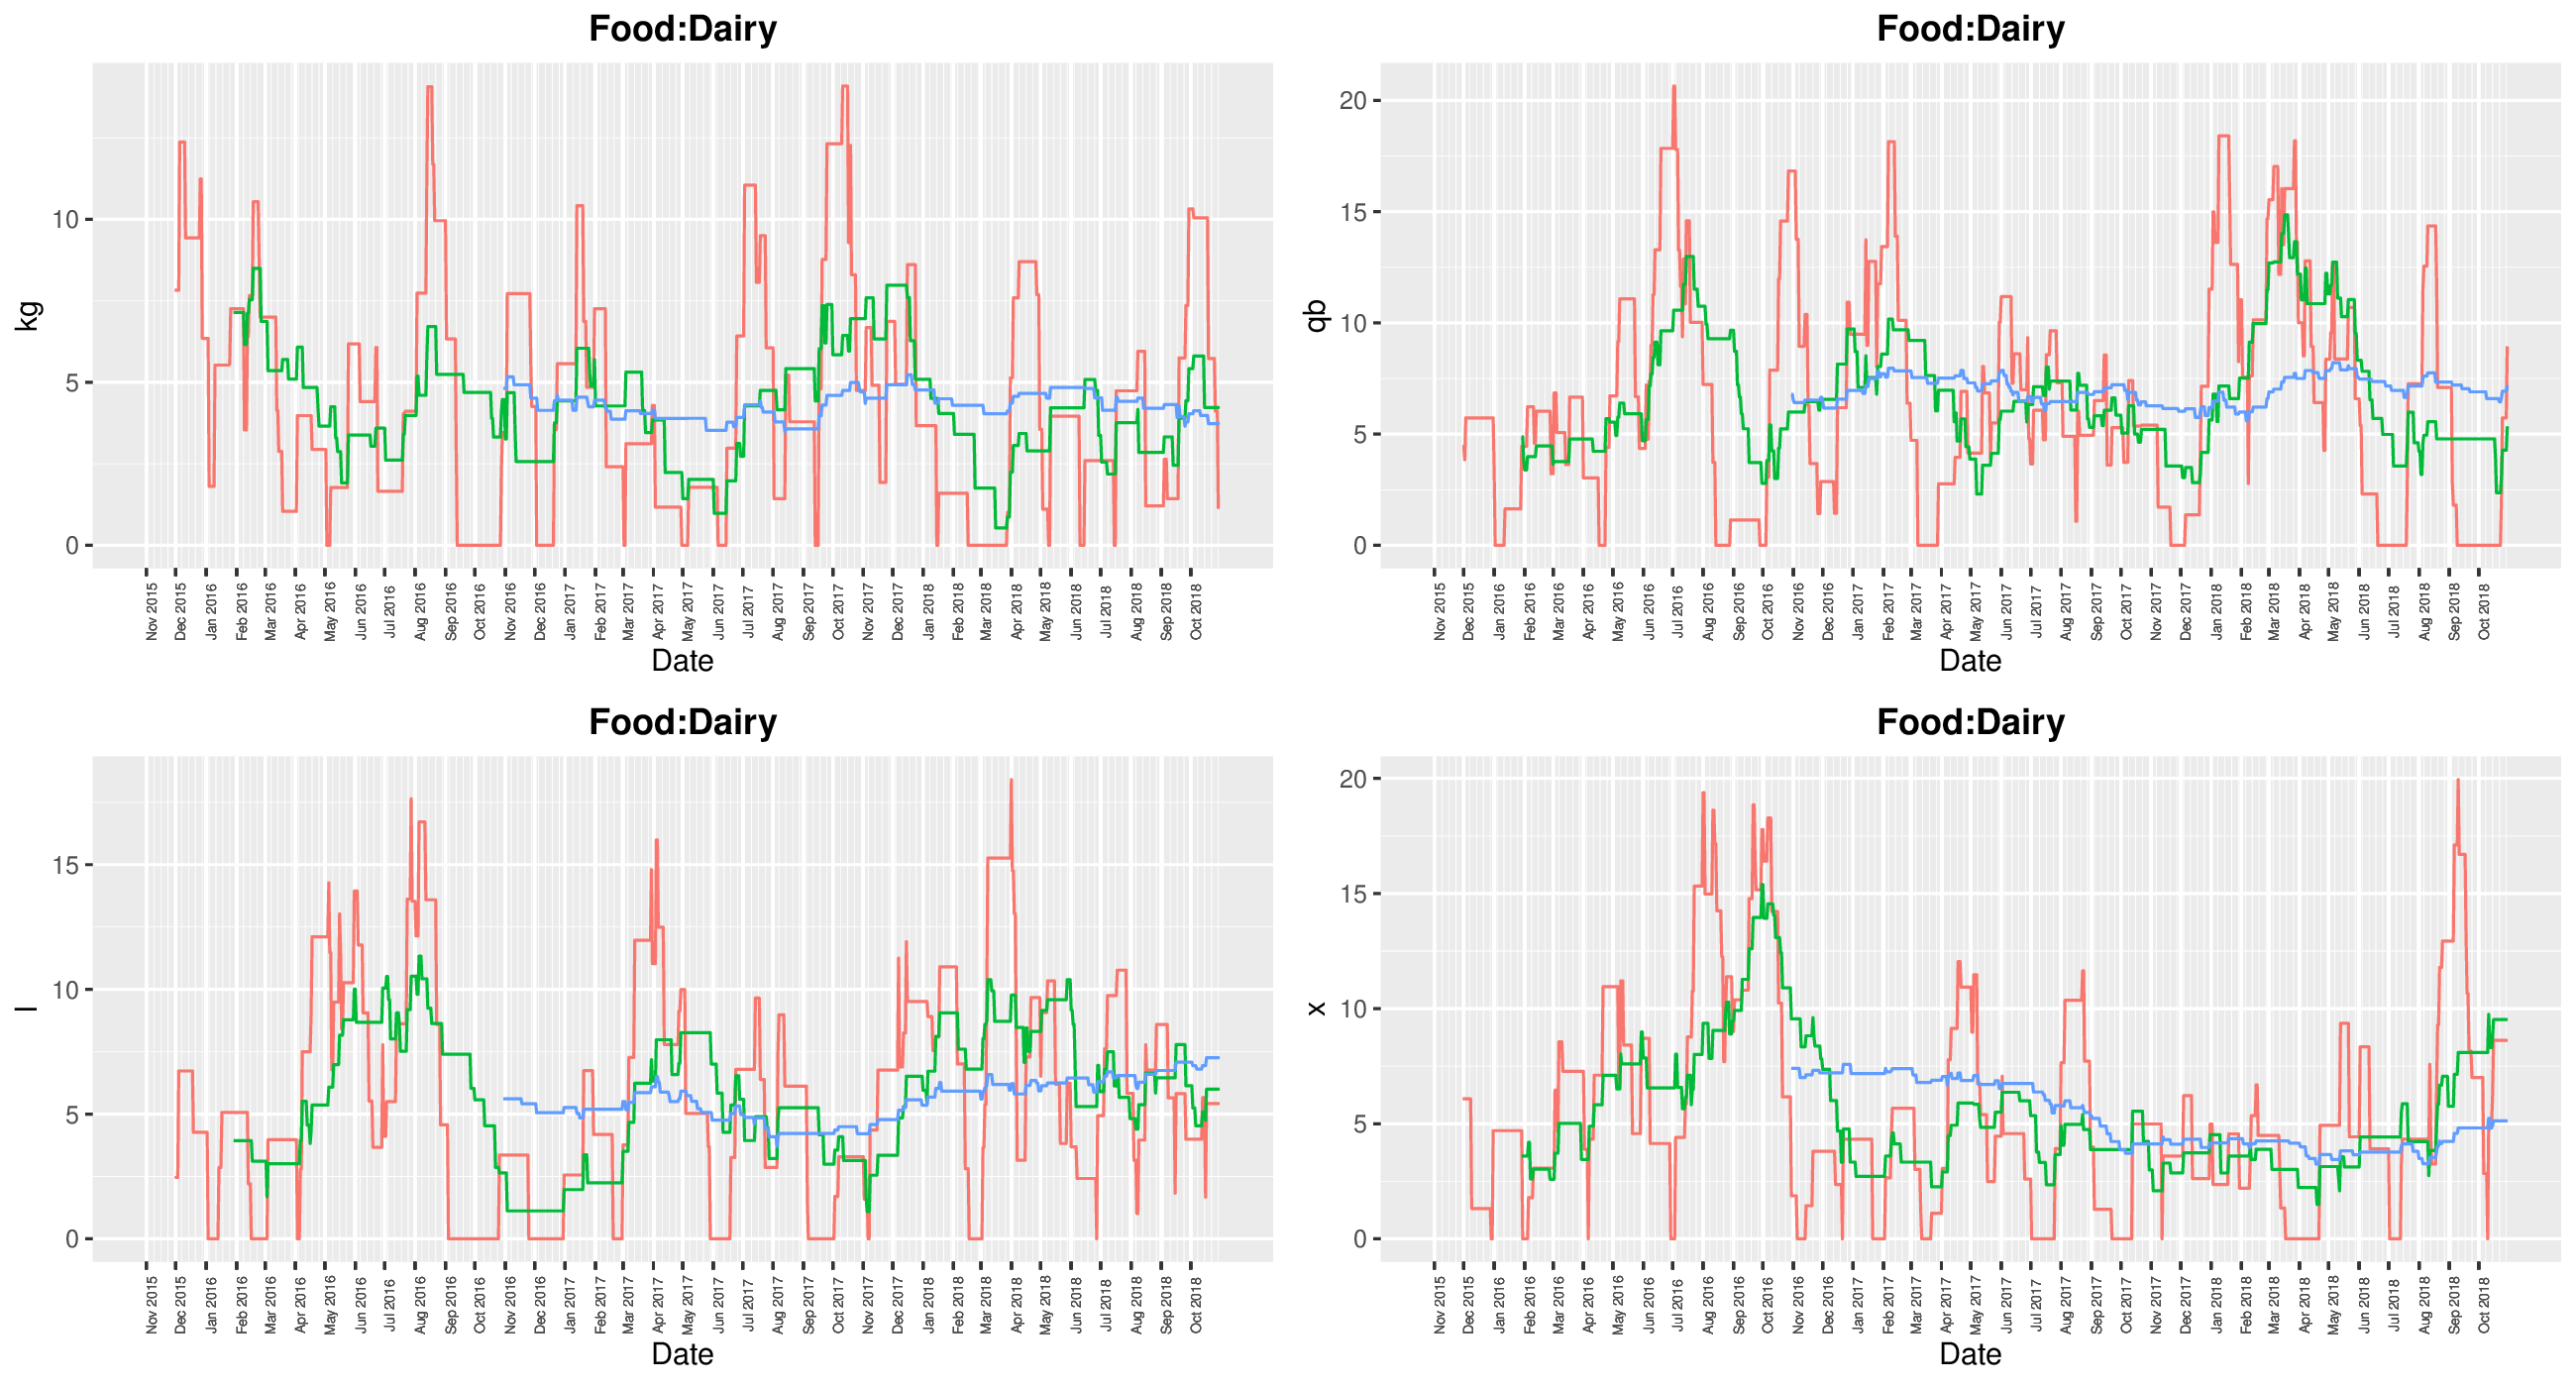 Food:Dairy
kg
10
5
0
Nov 2015 Dec 2015 Jan 2016 Feb 2016 Mar 2016 Apr 2016 May 2016 Jun 2016 Jul 2016 Aug 2016 Sep 2016 Oct 2016 Nov 2016 Dec 2016 Jan 2017 Feb 2017 Mar 2017 Apr 2017 May 2017 Jun 2017 Jul 2017 Aug 2017 Sep 2017 Oct 2017 Nov 2017 Dec 2017 Jan 2018 Feb 2018 Mar 2018 Apr 2018 May 2018 Jun 2018 Jul 2018 Aug 2018 Sep 2018 Oct 2018
Date
Food:Dairy
qb
20
15
10
5
0
Nov 2015 Dec 2015 Jan 2016 Feb 2016 Mar 2016 Apr 2016 May 2016 Jun 2016 Jul 2016 Aug 2016 Sep 2016 Oct 2016 Nov 2016 Dec 2016 Jan 2017 Feb 2017 Mar 2017 Apr 2017 May 2017 Jun 2017 Jul 2017 Aug 2017 Sep 2017 Oct 2017 Nov 2017 Dec 2017 Jan 2018 Feb 2018 Mar 2018 Apr 2018 May 2018 Jun 2018 Jul 2018 Aug 2018 Sep 2018 Oct 2018
Date
Food:Dairy
l
15
10
5
0
Nov 2015 Dec 2015 Jan 2016 Feb 2016 Mar 2016 Apr 2016 May 2016 Jun 2016 Jul 2016 Aug 2016 Sep 2016 Oct 2016 Nov 2016 Dec 2016 Jan 2017 Feb 2017 Mar 2017 Apr 2017 May 2017 Jun 2017 Jul 2017 Aug 2017 Sep 2017 Oct 2017 Nov 2017 Dec 2017 Jan 2018 Feb 2018 Mar 2018 Apr 2018 May 2018 Jun 2018 Jul 2018 Aug 2018 Sep 2018 Oct 2018
Date
Food:Dairy
x
20
15
10
5
0
Nov 2015 Dec 2015 Jan 2016 Feb 2016 Mar 2016 Apr 2016 May 2016 Jun 2016 Jul 2016 Aug 2016 Sep 2016 Oct 2016 Nov 2016 Dec 2016 Jan 2017 Feb 2017 Mar 2017 Apr 2017 May 2017 Jun 2017 Jul 2017 Aug 2017 Sep 2017 Oct 2017 Nov 2017 Dec 2017 Jan 2018 Feb 2018 Mar 2018 Apr 2018 May 2018 Jun 2018 Jul 2018 Aug 2018 Sep 2018 Oct 2018
Date